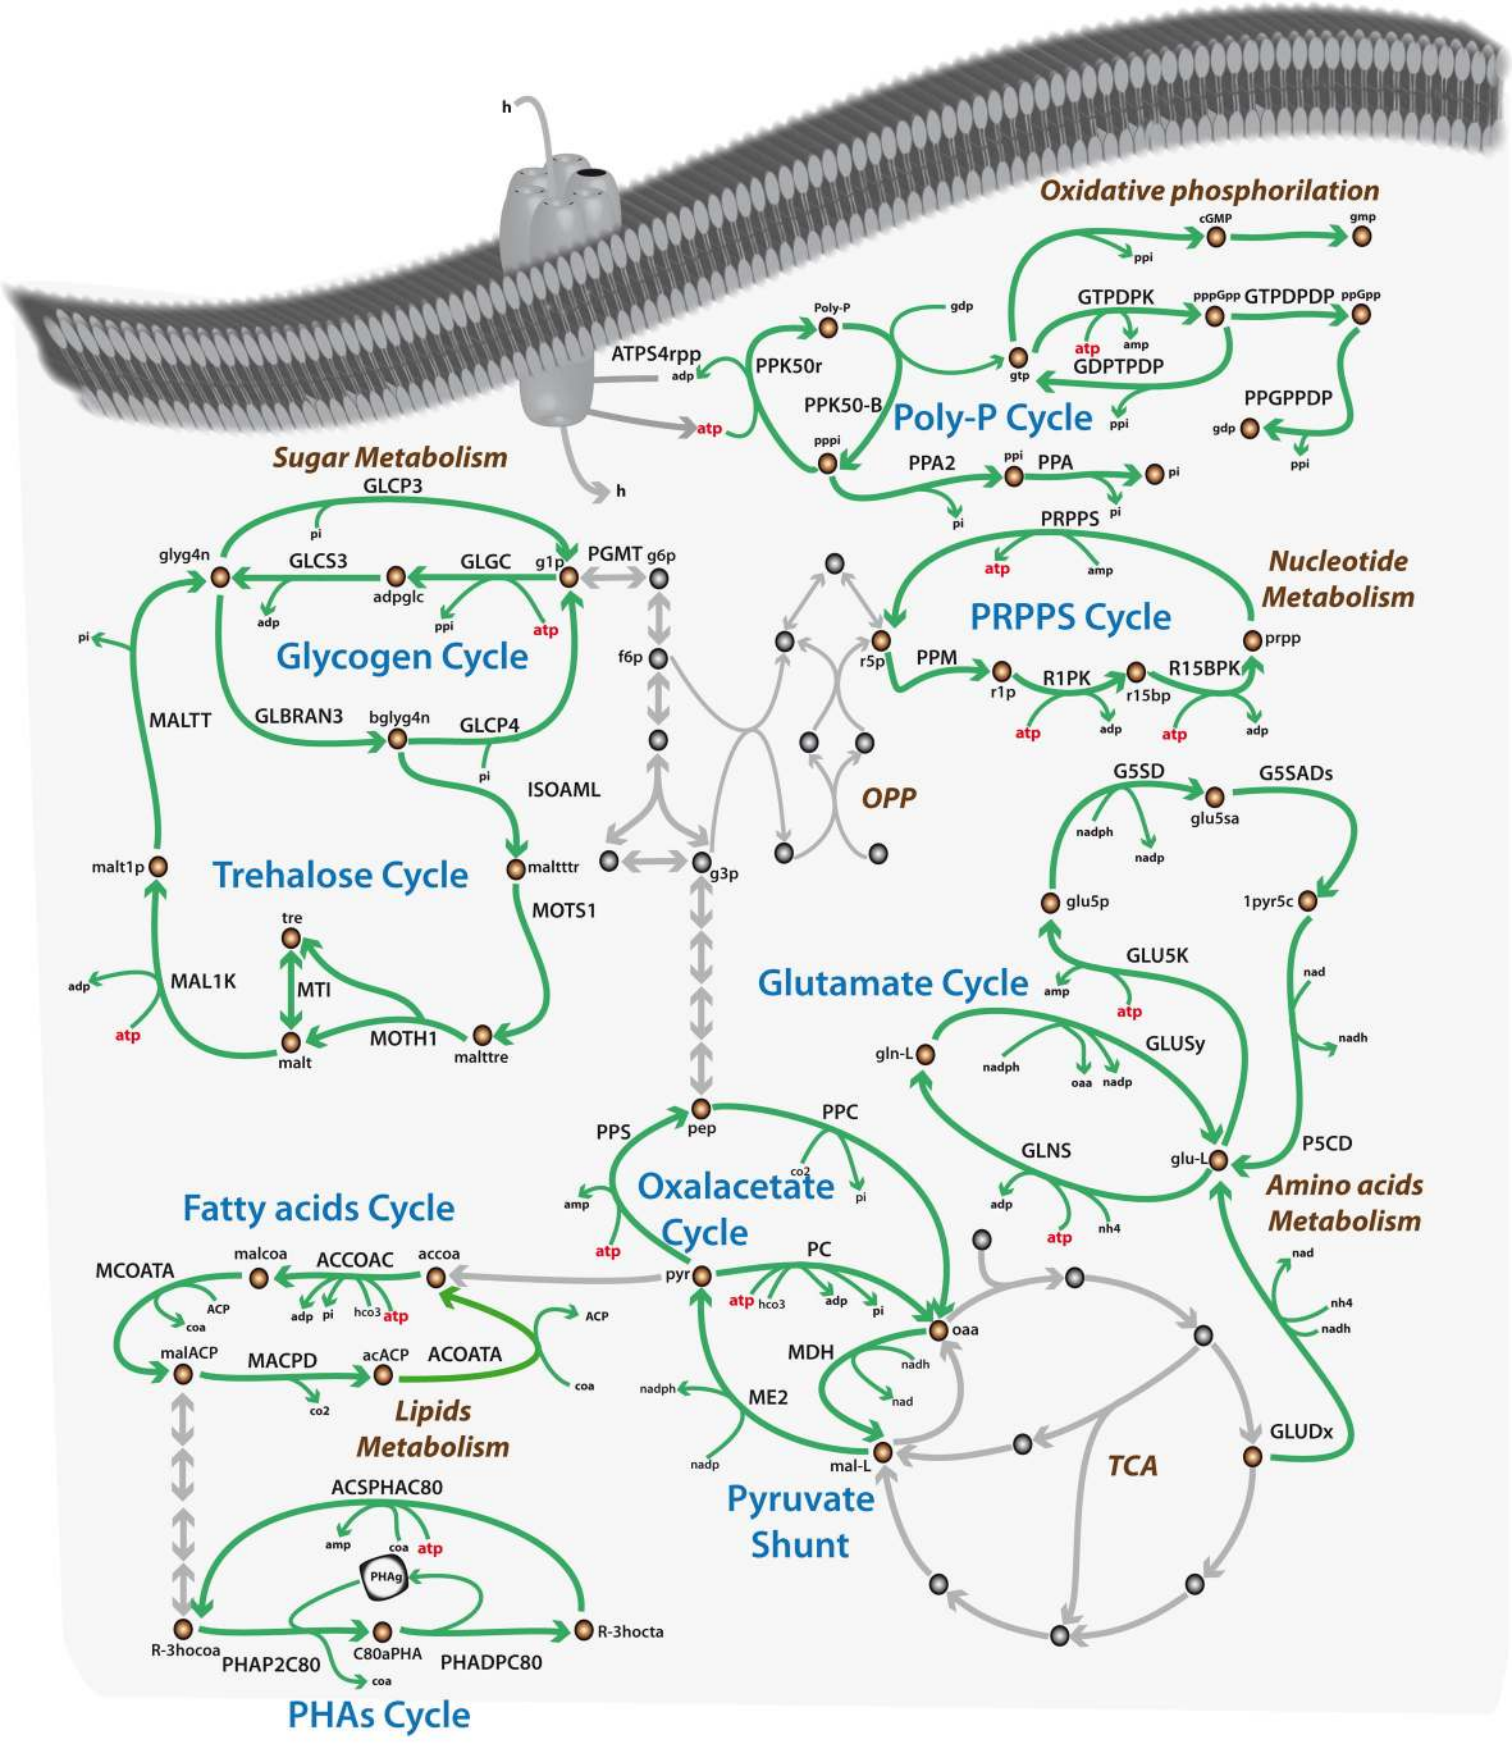 h
Oxidative phosphorilation
cGMP
gmp
ppi
GTPDPK
pppGpp
GTPDPDP
ppGpp
atp
amp
gtp
GDPTPDP
ppi
PPGPPDP
gdp
ppi
Poly-P
gdp
ATPS4rpp
adp
PPK50r
PPK50-B
atp
Poly-P Cycle
pppi
PPA2
ppi
PPA
pi
pi
pi
h
Sugar Metabolism
GLCP3
pi
glyg4n
GLCS3
adpglc
GLGC
g1p
PGMT
g6p
adp
ppi
atp
pi
Glycogen Cycle
f6p
MALTT
GLBRAN3
bglyg4n
GLCP4
pi
ISOAML
PRPPS
atp
amp
Nucleotide
Metabolism
PRPPS Cycle
prpp
r5p
PPM
r1p
R1PK
r15bp
R15BPK
atp
adp
atp
adp
OPP
malt1p
Trehalose Cycle
maltttr
g3p
tre
MOTS1
MAL1K
MTI
adp
atp
MOTH1
malt
malttre
G5SD
G5SADs
nadph
nadp
glu5sa
glu5p
1pyr5c
GLU5K
Glutamate Cycle
amp
atp
nad
nadh
gln-L
GLUSy
nadph
oaa
nadp
GLNS
glu-L
P5CD
adp
atp
nh4
Amino acids
Metabolism
PPS
pep
PPC
co2
pi
Oxalacetate
Cycle
amp
atp
pyr
PC
atp
hco3
adp
pi
oaa
MDH
nadh
nad
nadph
ME2
nadp
mal-L
Pyruvate
Shunt
TCA
nad
nh4
nadh
GLUDx
Fatty acids Cycle
MCOATA
malcoa
ACCOAC
accoa
ACP
coa
adp
pi
hco3
atp
ACP
malACP
MACPD
acACP
ACOATA
co2
coa
Lipids
Metabolism
ACSPHAC80
amp
coa
atp
PHAg
R-3hocoa
PHAP2C80
C80aPHA
PHADPC80
R-3hocta
coa
PHAs Cycle